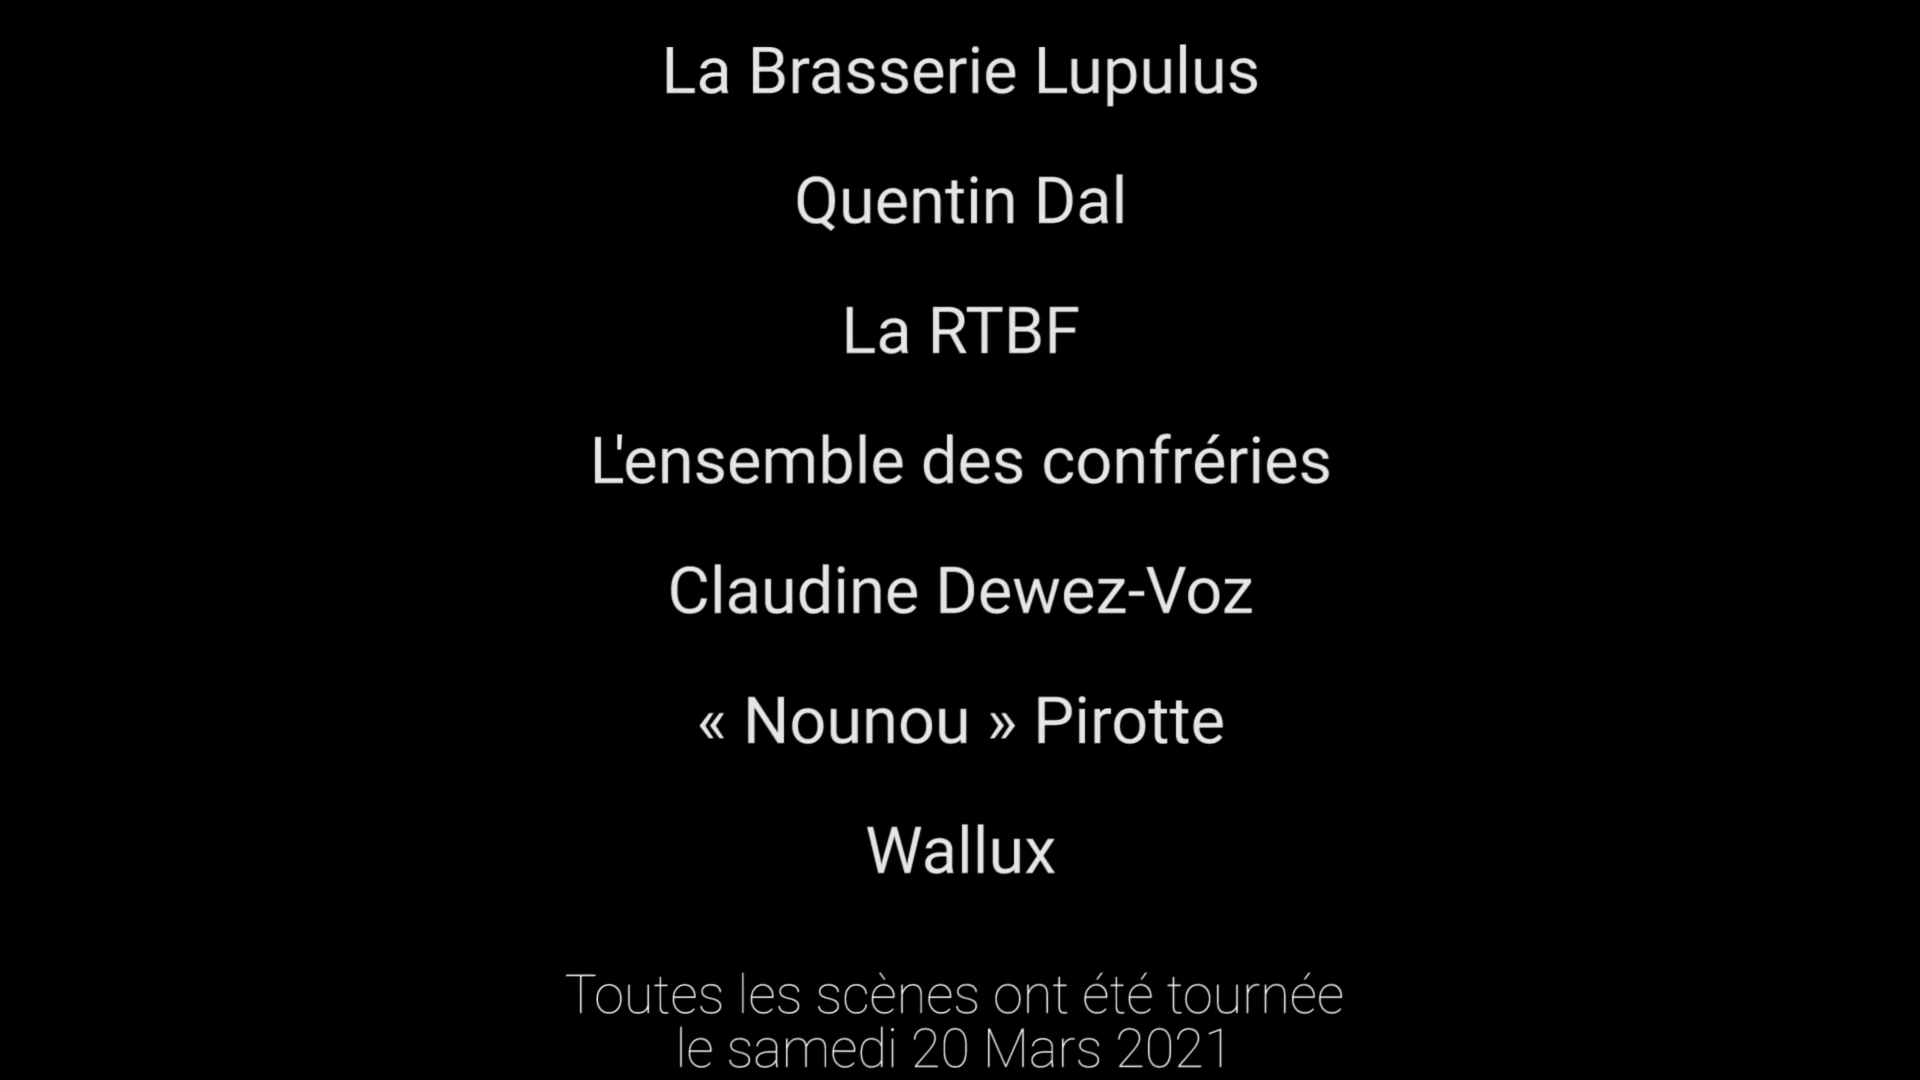 La Brasserie Lupulus
Quentin Dal
La RTBF
L'ensemble des confréries
Claudine Dewez-Voz
« Nounou » Pirotte
Wallux
Toutes les scènes ont été tournée
le samedi 20 Mars 2021